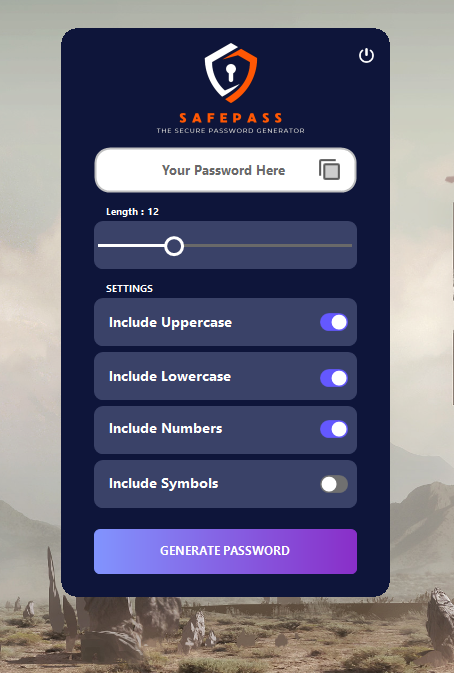 SAFEPASS
THE SECURE PASSWORD GENERATOR
Your Password Here
Length : 12
SETTINGS
Include Uppercase
Include Lowercase
Include Numbers
Include Symbols
GENERATE PASSWORD